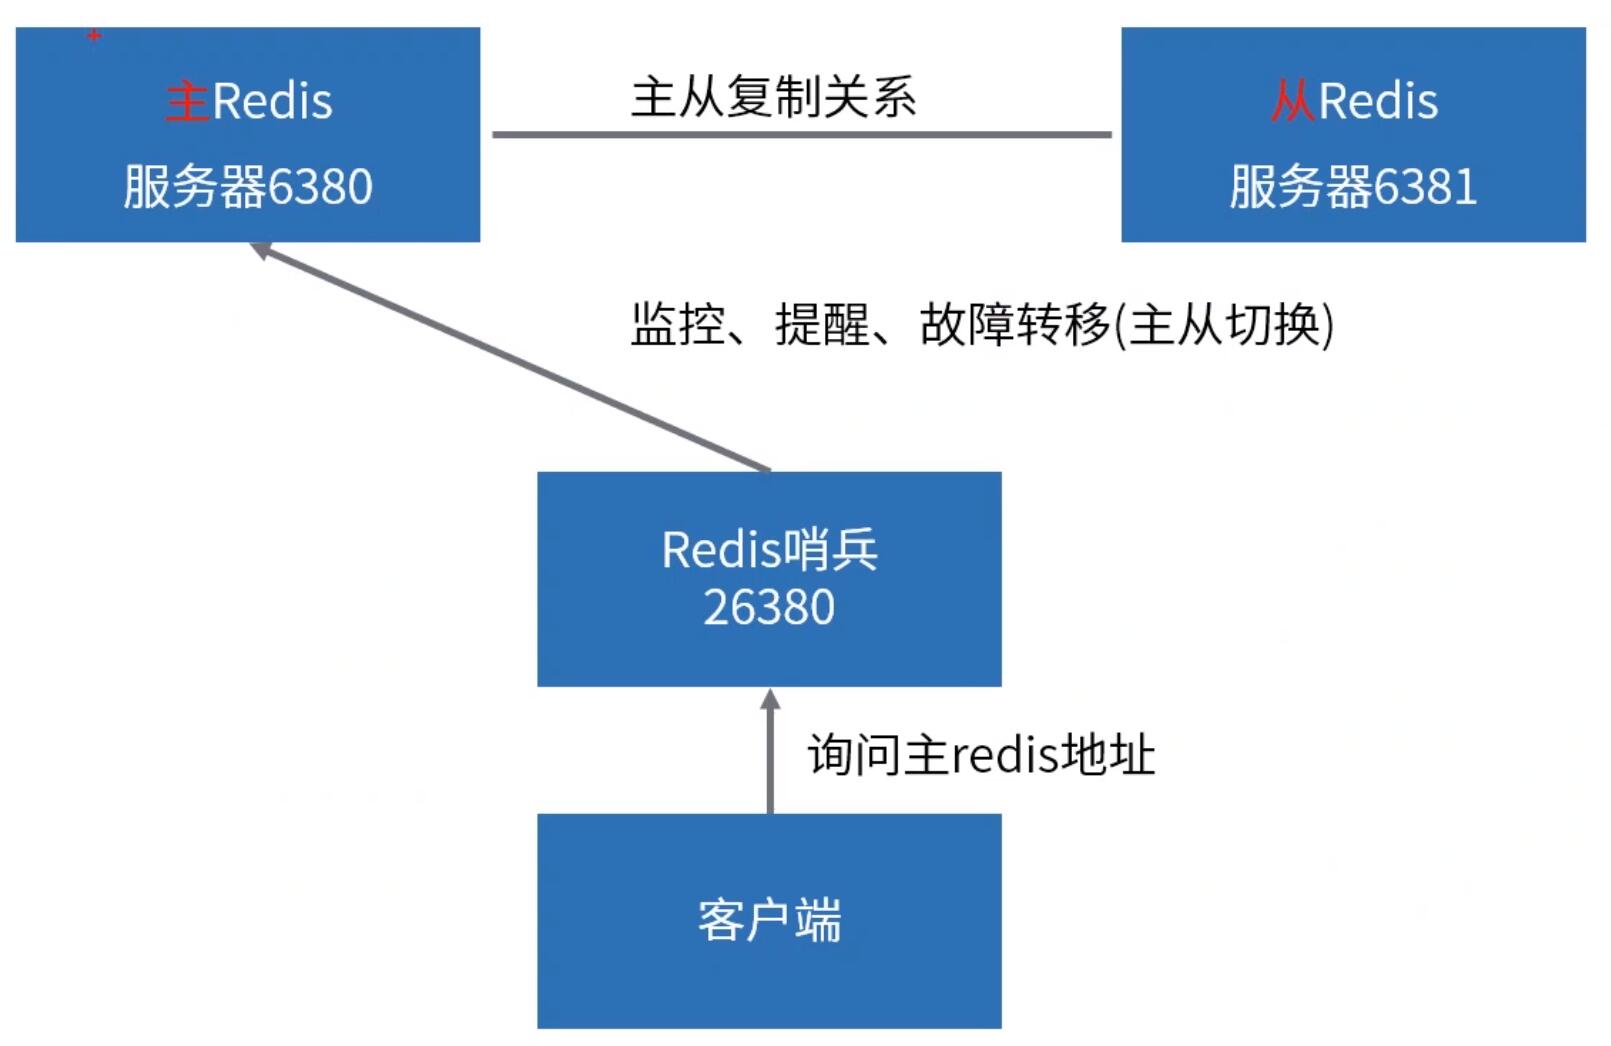 主Redis
服务器6380
主从复制关系
从Redis
服务器6381
监控、提醒、故障转移(主从切换)
Redis哨兵
26380
询问主redis地址
客户端